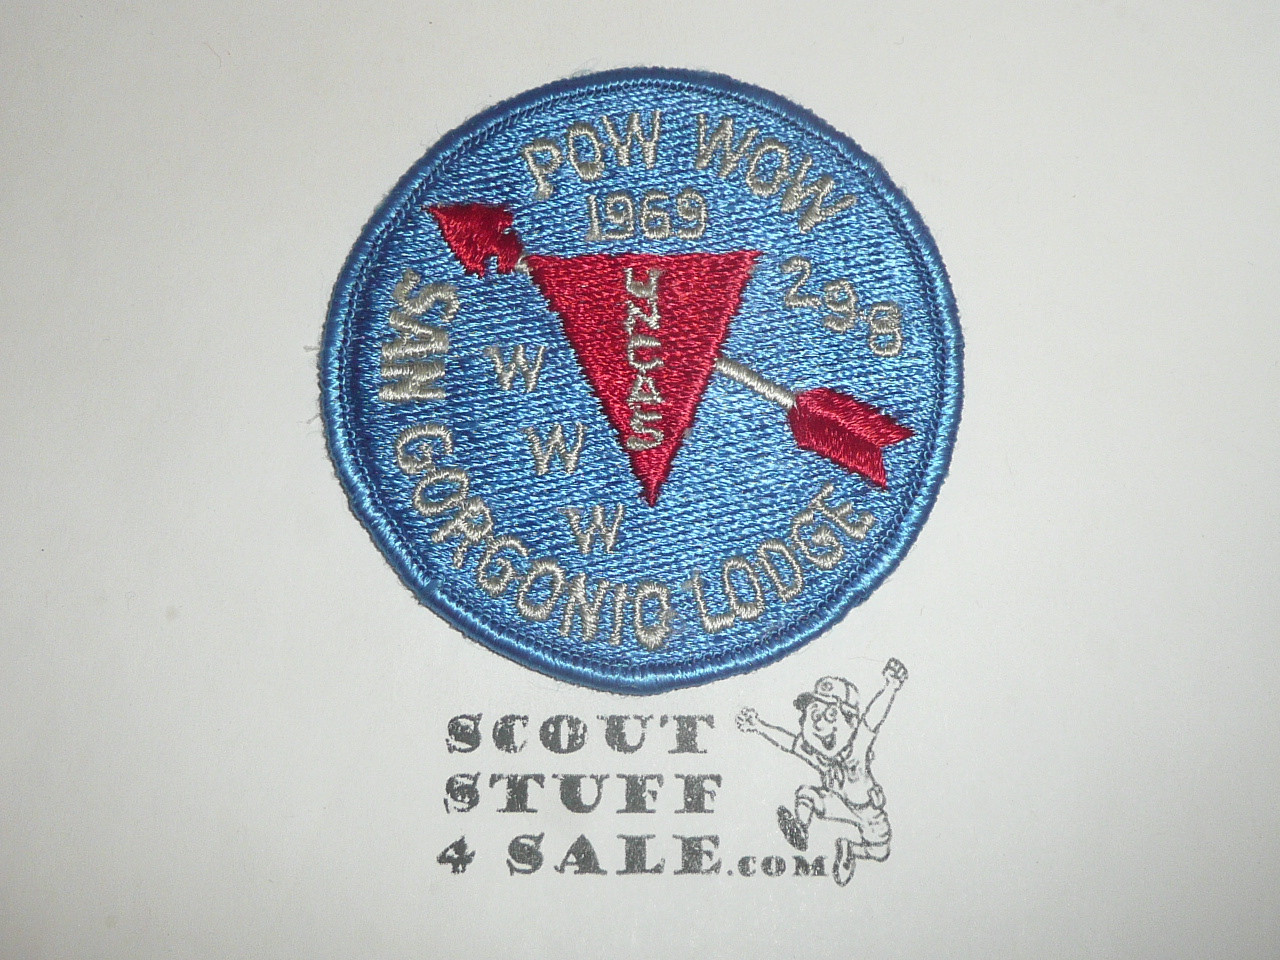 POW WOW
1969
298
UNCAS
W
W
W
SAN GORGONIO LODGE
SCOUT
STUFF
4 SALE.COM